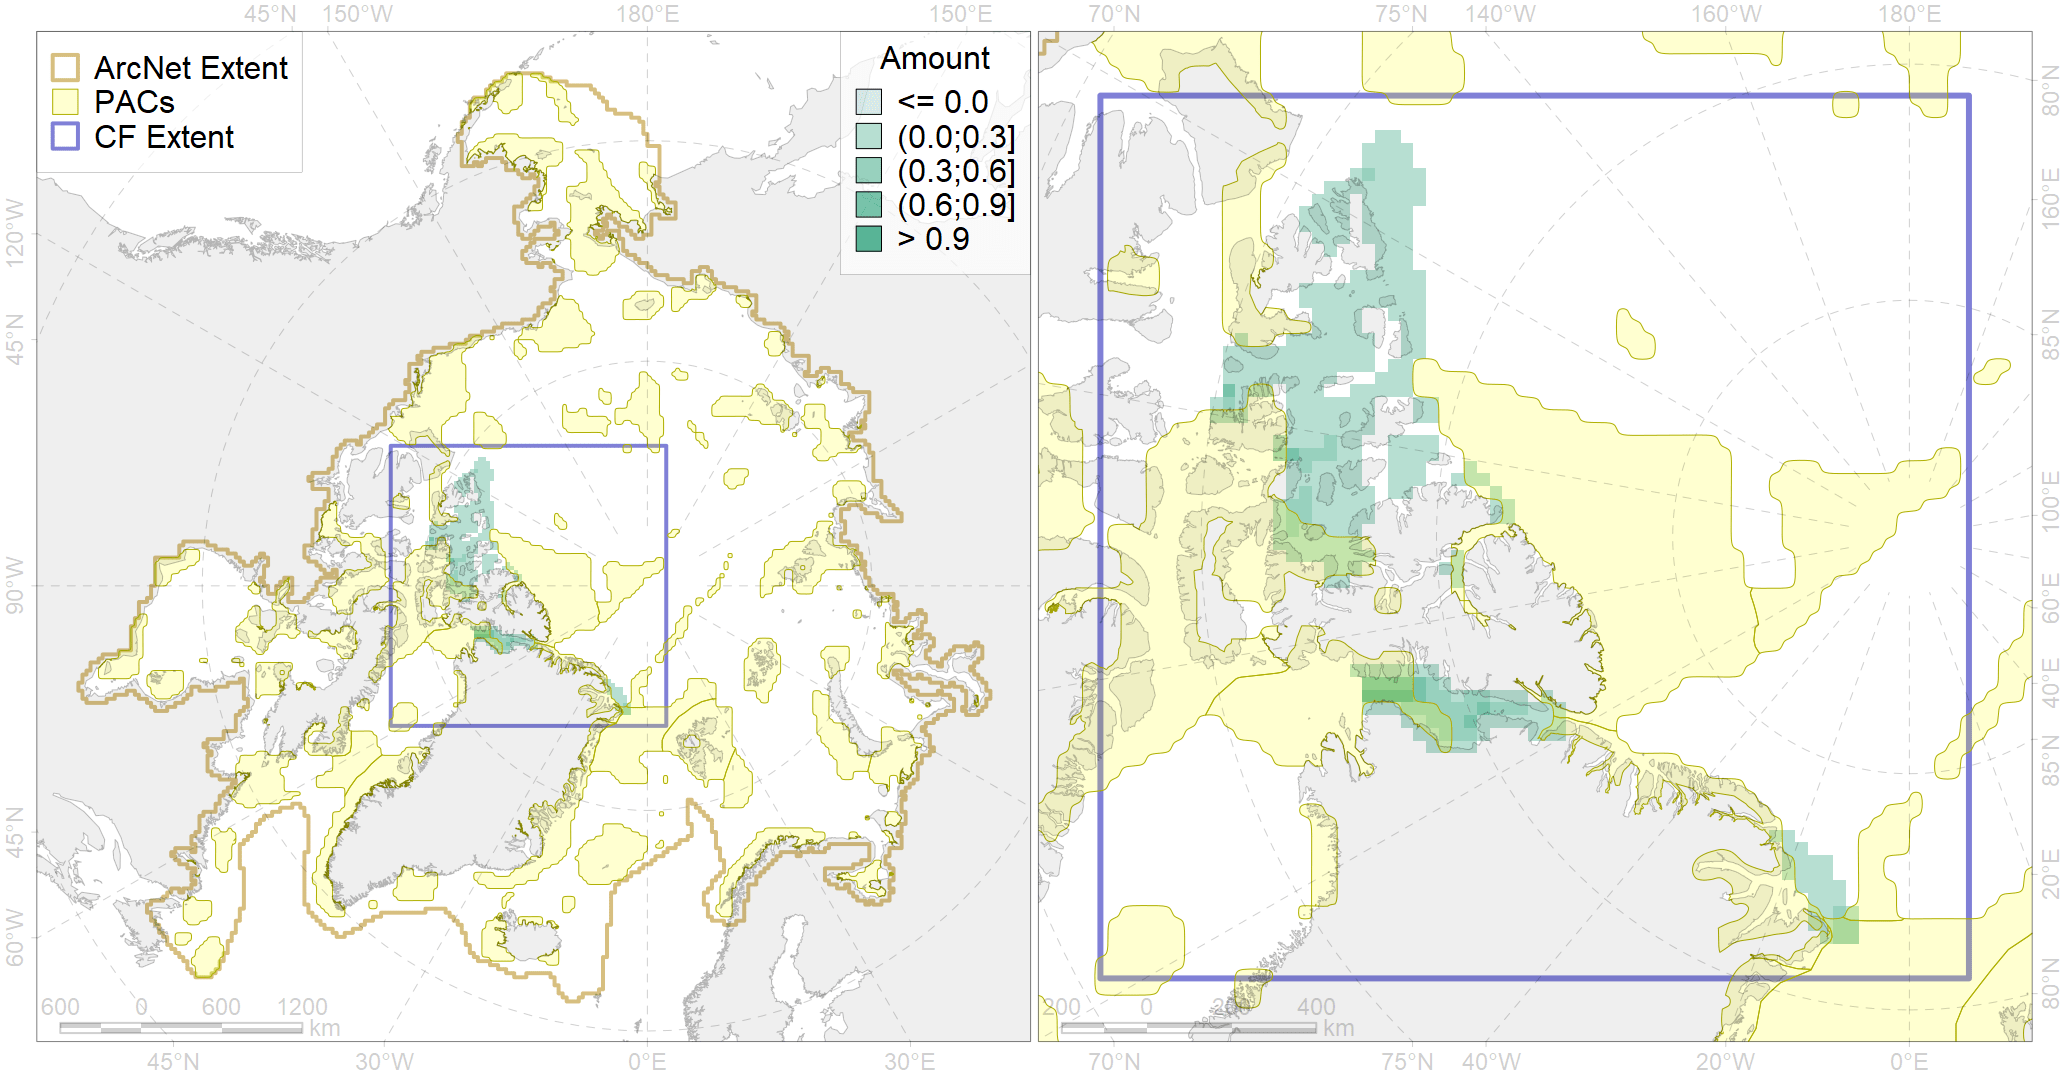 45°N 150°W 180°E 150°E 70°N 75°N 140°W 160°W 180°E
ArcNet Extent
PACs
CF Extent
Amount
<= 0.0
(0.0;0.3]
(0.3;0.6]
(0.6;0.9]
> 0.9
120°W
45°N
90°W
45°N
60°W
80°N
160°E
85°N
100°E
60°E
40°E
85°N
20°E
80°N
600 0 600 1200
km
200 0 200 400
km
45°N 30°W 0°E 30°E 70°N 75°N 40°W 20°W 0°E